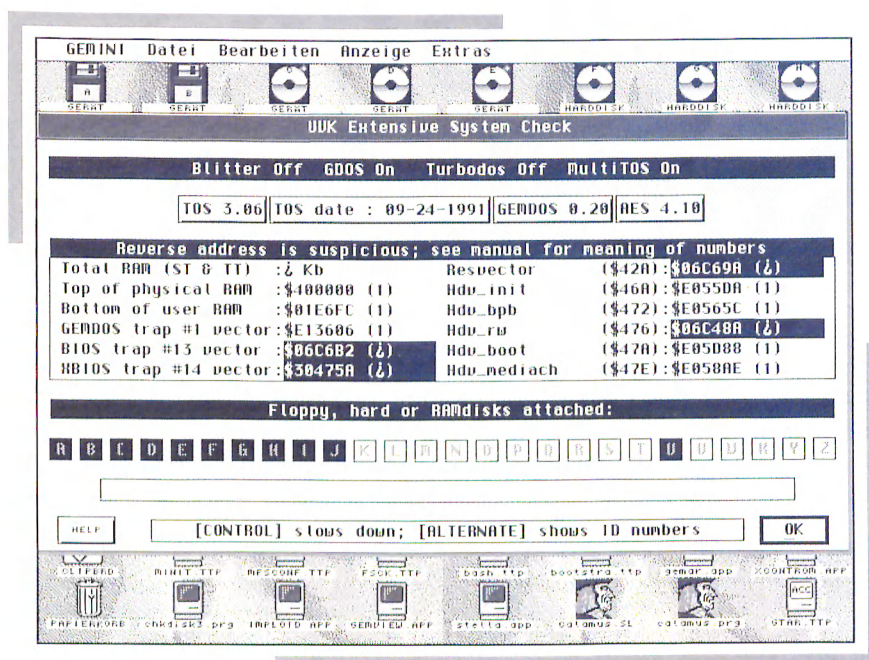 GEMINI Datei Bearbeiten Anzeige Extras
A B C D E F G H
GERÄT GERÄT GERÄT GERÄT GERÄT HARDDISK HARDDISK HARDDISK
UVK Extensive System Check
Blitter Off GDOS On Turbodos Off MultiTOS On
TOS 3.06 TOS date : 09-24-1991 GEMDOS 0.20 AES 4.10
Reverse address is suspicious; see manual for meaning of numbers
Total RAM (ST & TT) :¿ Kb Resvector ($42A):$06C69A (¿)
Top of physical RAM :$400000 (1) Hdv_init ($46A):$E055DA (1)
Bottom of user RAM :$01E6FC (1) Hdv_bpb ($472):$E0565C (1)
GEMDOS trap #1 vector:$E13606 (1) Hdv_rw ($476):$06C48A (¿)
BIOS trap #13 vector :$06C6B2 (¿) Hdv_boot ($47A):$E05D88 (1)
XBIOS trap #14 vector:$30475A (¿) Hdv_mediach ($47E):$E058AE (1)
Floppy, hard or RAMdisks attached:
A B C D E F G H I J K L M N O P Q R S T U V W X Y Z
HELP [CONTROL] slows down; [ALTERNATE] shows ID numbers OK
MINIT.TTP MFSCONF.TTP FSCK.TTP bash.ttp bootstra.ttp gemar.app XCONTROM.APP
ACC
PAPIERKORB chkdisk3.prg IMPLOID.APP GEMVIEW.APP stella.app calamus.SL calamus.prg GTAR.TTP